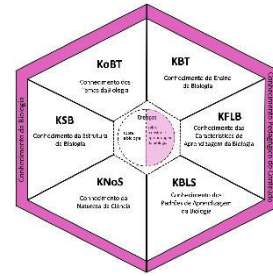 KoBT
Conhecimento dos
Temas da Biologia
KBT
Conhecimento do Ensino
de Biologia
KSB
Conhecimento da Estrutura
da Biologia
Crenças
KFLB
Conhecimento das
Características de
Aprendizagem da Biologia
KNoS
Conhecimento da
Natureza da Ciência
KBLS
Conhecimento dos
Padrões de Aprendizagem
da Biologia
Conhecimento da Biologia
Conhecimento Pedagógico do Conteúdo